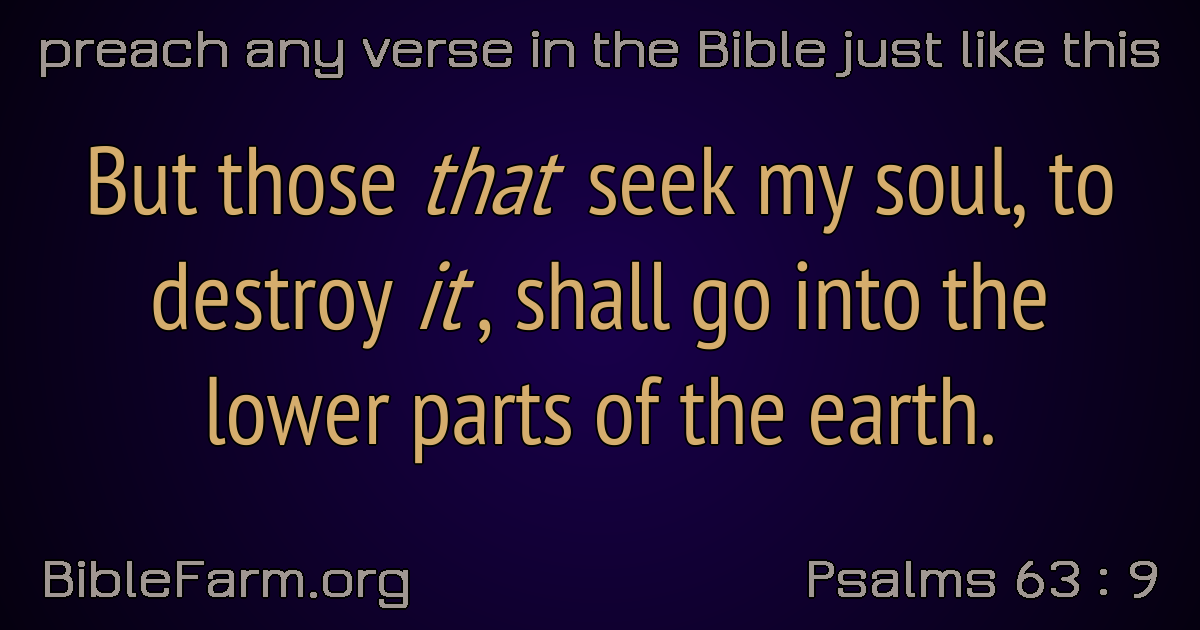 preach any verse in the Bible just like this
But those that seek my soul, to
destroy it, shall go into the
lower parts of the earth.
BibleFarm.org
Psalms 63 : 9